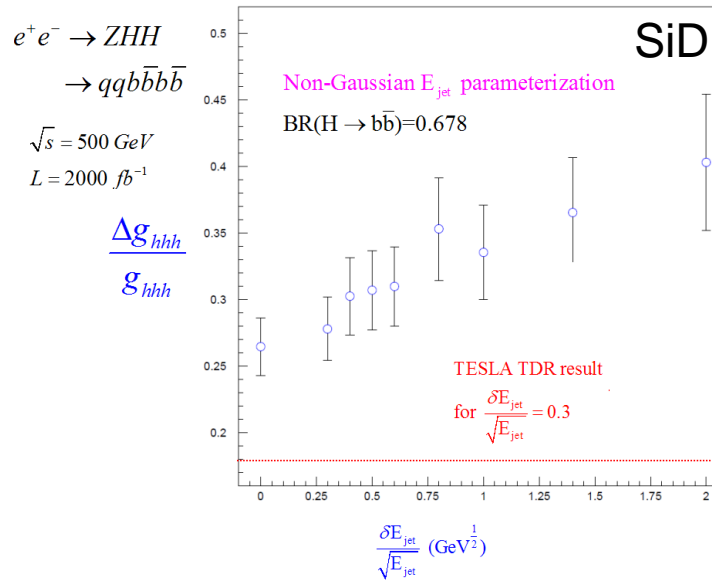 SiD
e⁺e⁻ → ZHH
→ qqbb̅bb̅
√s = 500 GeV
L = 2000 fb⁻¹
Δg_hhh / g_hhh
Non-Gaussian E_jet parameterization
BR(H → bb̅)=0.678
TESLA TDR result
for δE_jet / √E_jet = 0.3
0.5
0.45
0.4
0.35
0.3
0.25
0.2
0 0.25 0.5 0.75 1 1.25 1.5 1.75 2
δE_jet / √E_jet (GeV^½)